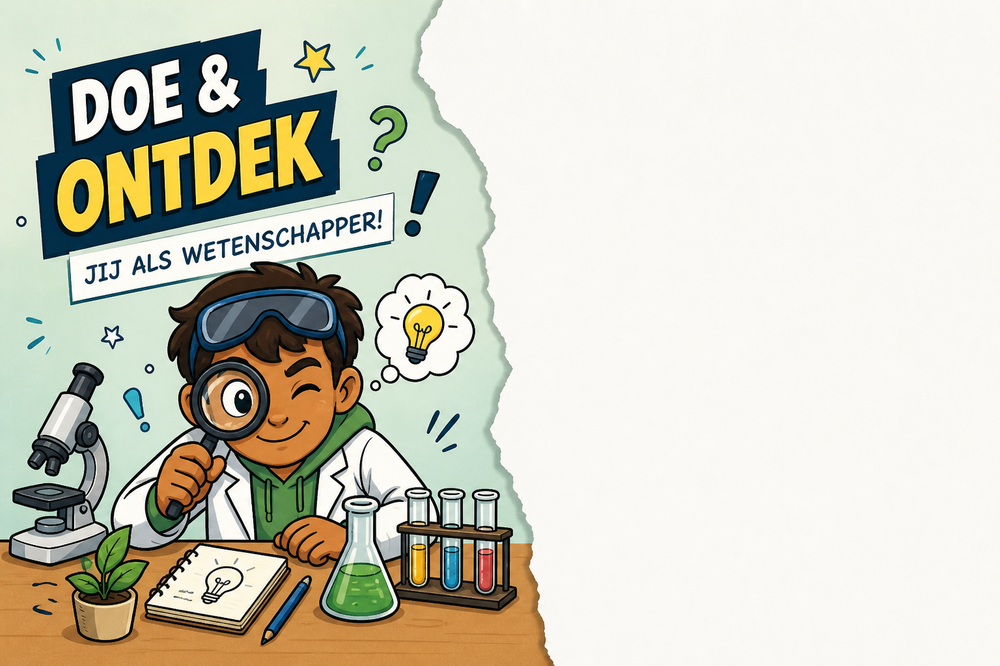 DOE &
ONTDEK
JIJ ALS WETENSCHAPPER!